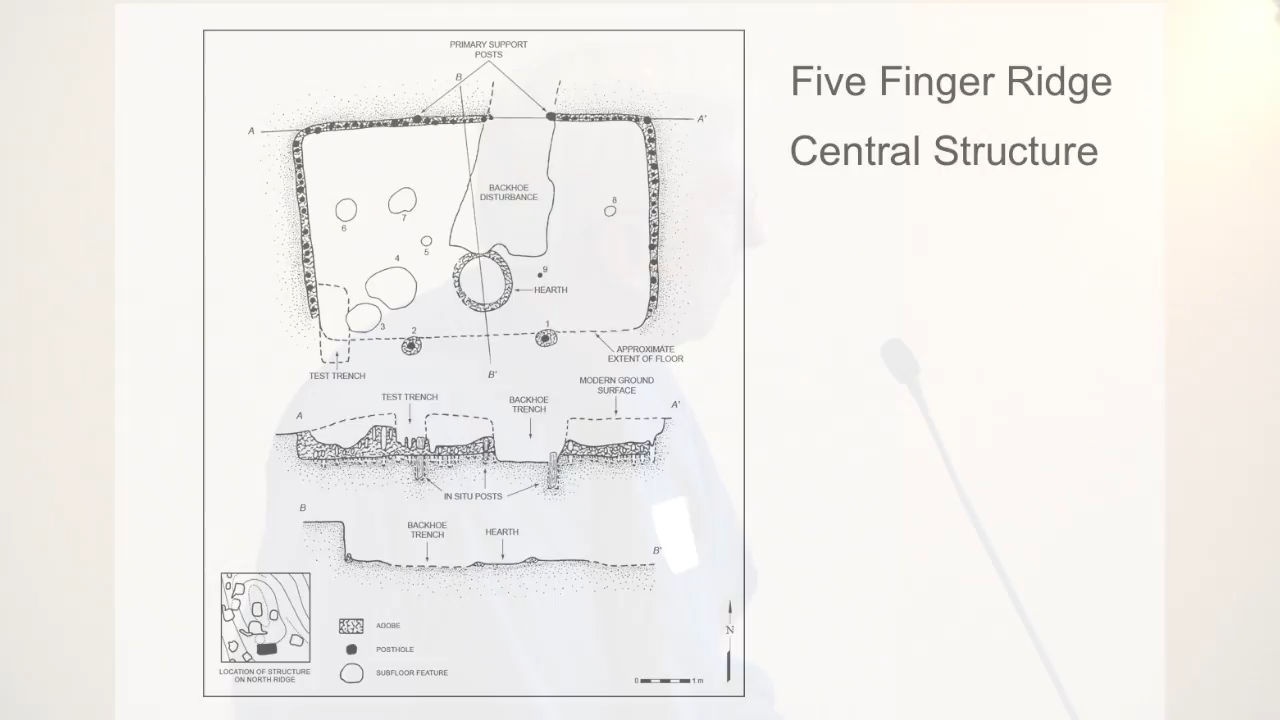 Five Finger Ridge
Central Structure
PRIMARY SUPPORT
POSTS
B
A
A'
BACKHOE
DISTURBANCE
8
7
6
5
4
9
HEARTH
3
2
1
APPROXIMATE
EXTENT OF FLOOR
B'
TEST TRENCH
MODERN GROUND
SURFACE
TEST TRENCH
BACKHOE
TRENCH
A
A'
IN SITU POSTS
B
BACKHOE
TRENCH
HEARTH
B'
ADOBE
POSTHOLE
SUBFLOOR FEATURE
LOCATION OF STRUCTURE
ON NORTH RIDGE
N
0 1 m